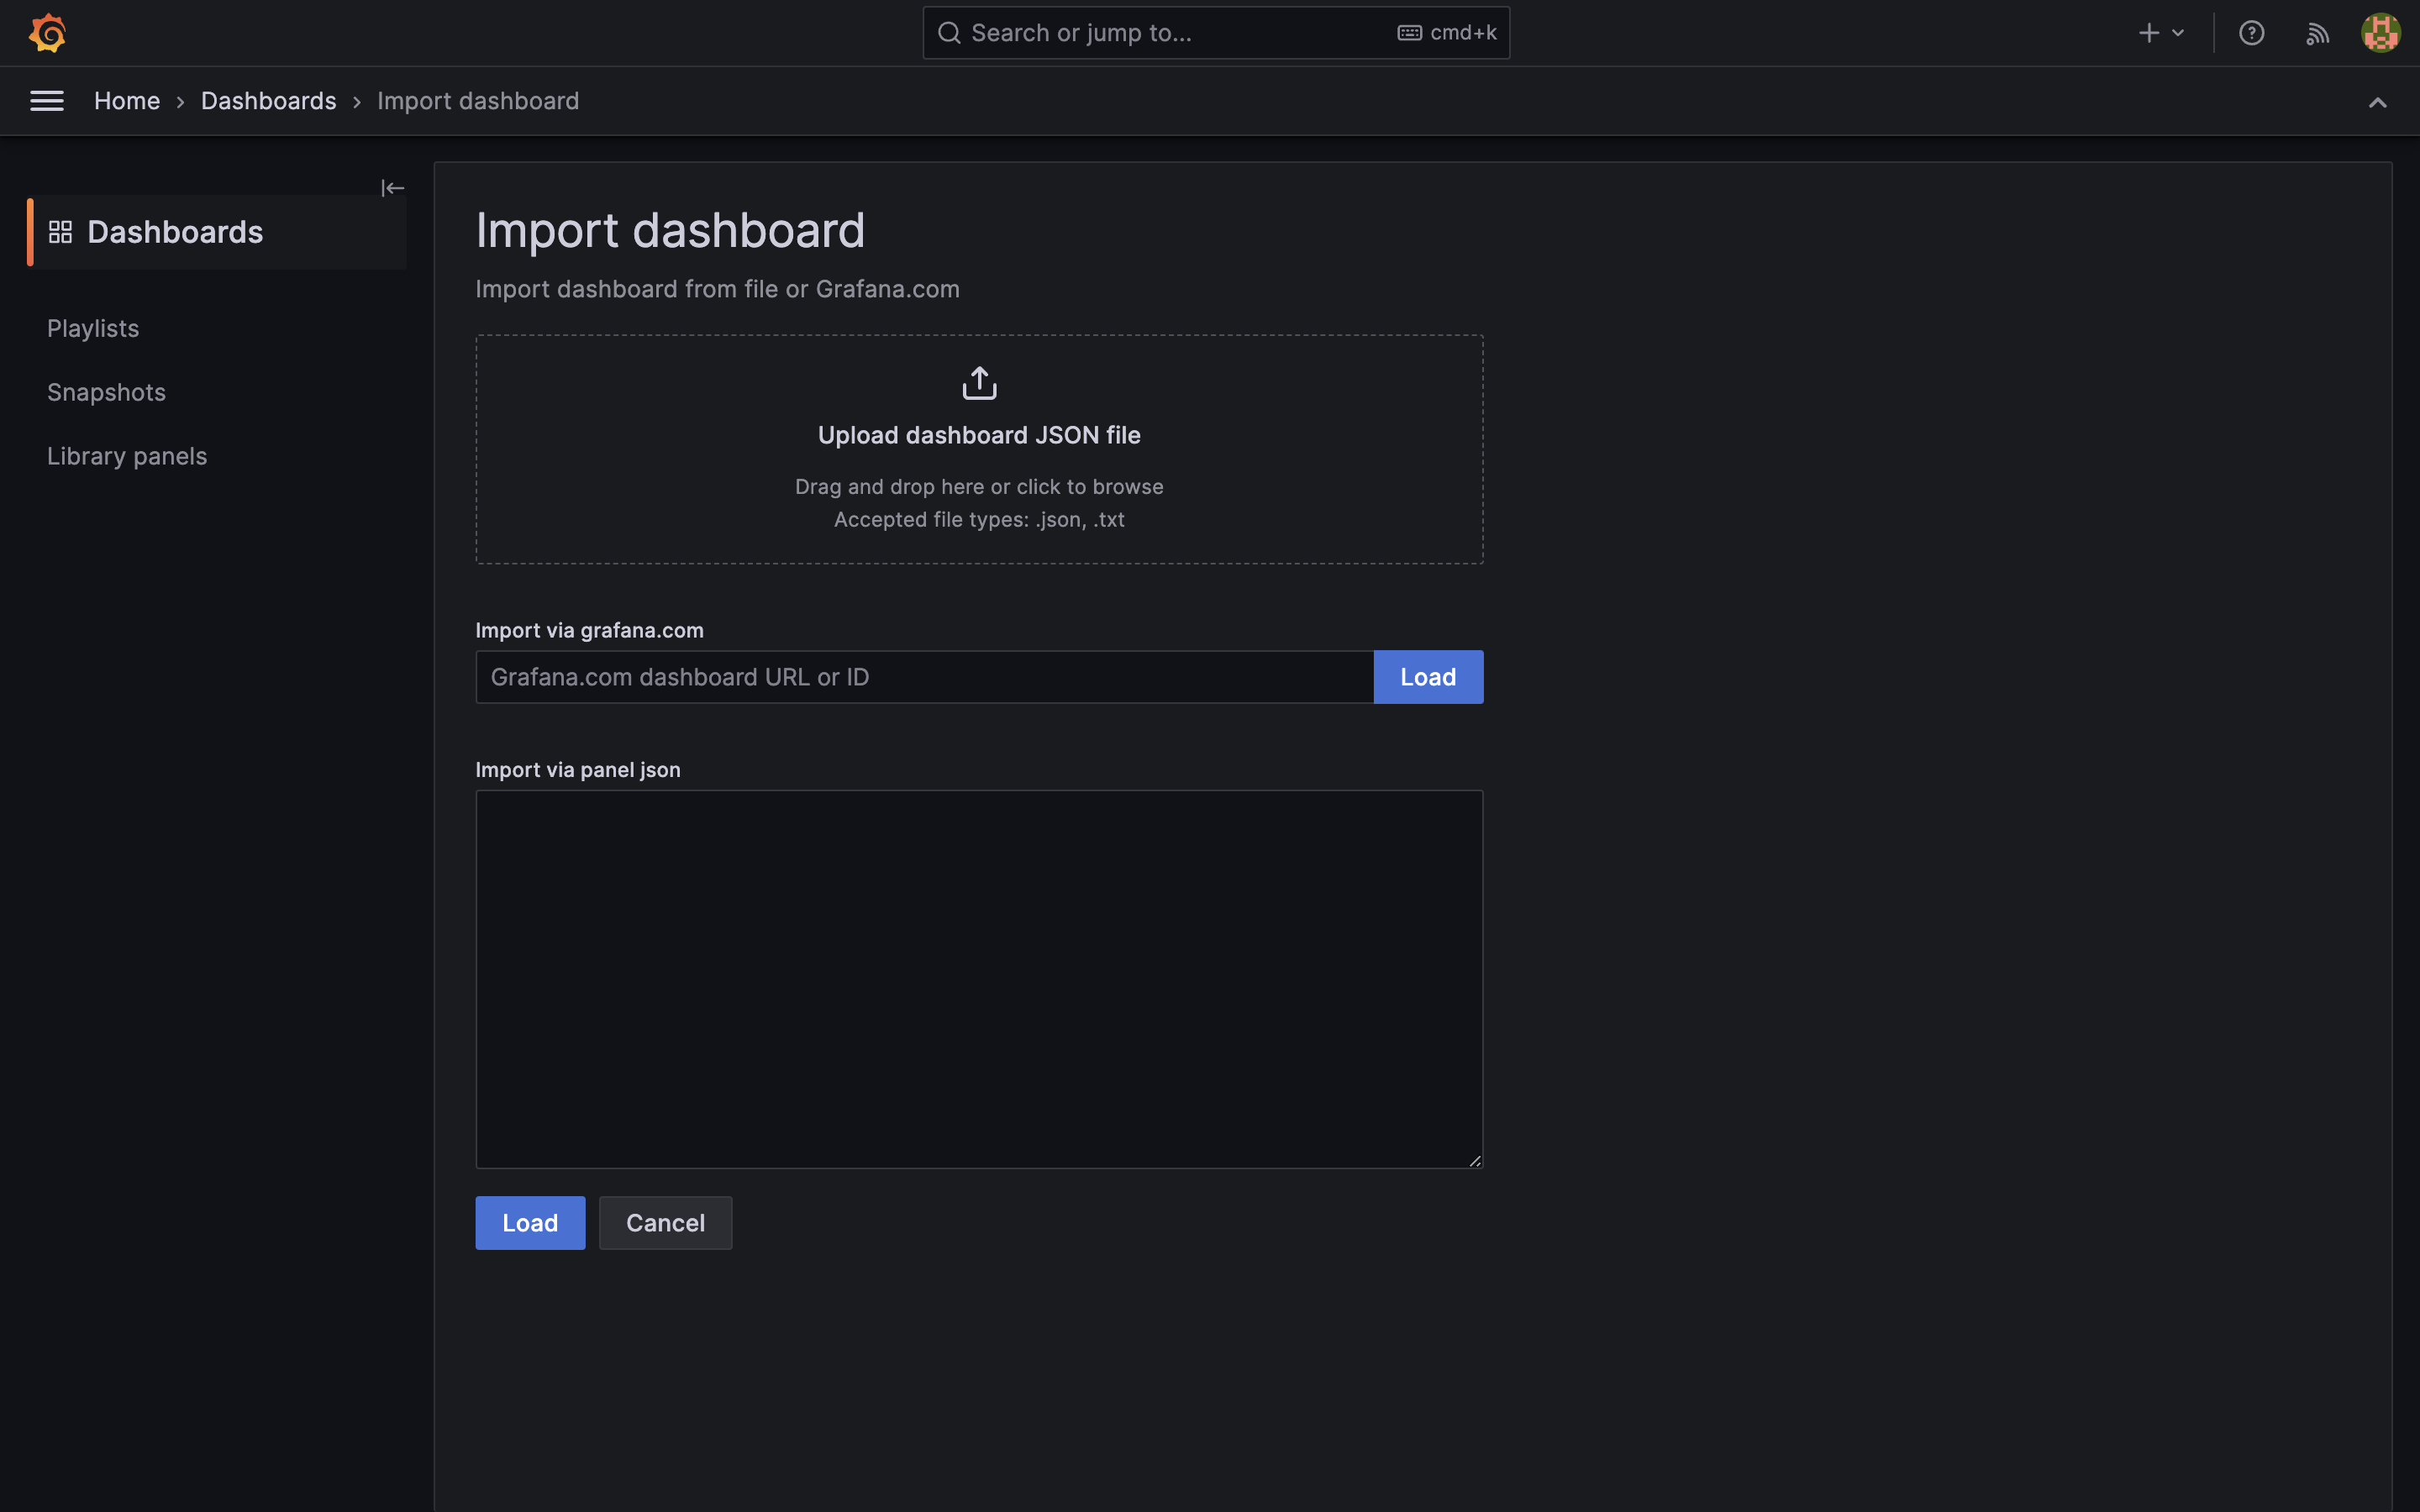 Search or jump to...
cmd+k
Home
Dashboards
Import dashboard
Dashboards
Playlists
Snapshots
Library panels
Import dashboard
Import dashboard from file or Grafana.com
Upload dashboard JSON file
Drag and drop here or click to browse
Accepted file types: .json, .txt
Import via grafana.com
Grafana.com dashboard URL or ID
Load
Import via panel json
Load
Cancel